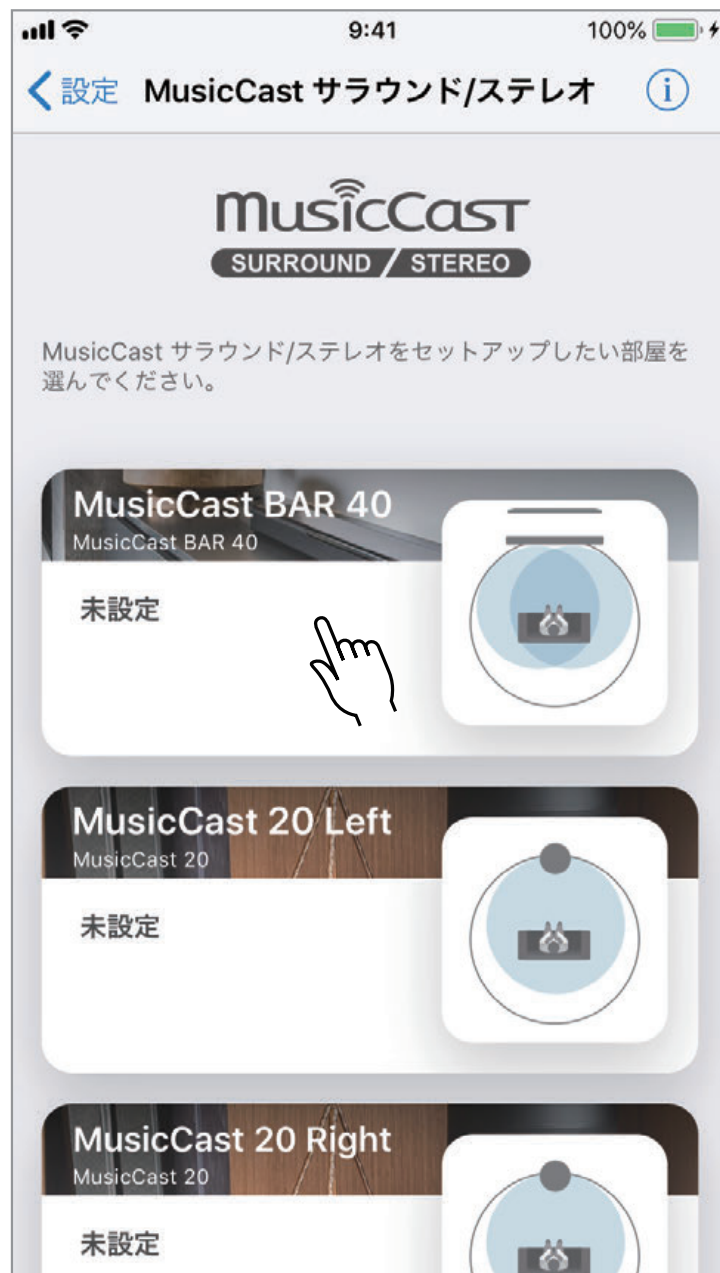 9:41
100%
設定
MusicCast サラウンド/ステレオ
i
MusicCast
SURROUND / STEREO
MusicCast サラウンド/ステレオをセットアップしたい部屋を
選んでください。
MusicCast BAR 40
MusicCast BAR 40
未設定
MusicCast 20 Left
MusicCast 20
未設定
MusicCast 20 Right
MusicCast 20
未設定